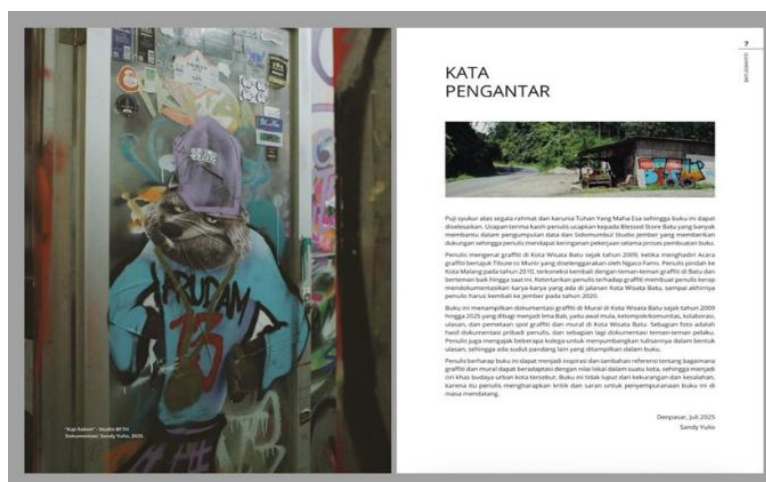 "Kaji Rakon" - Studio BFTH
Dokumentasi: Sandy Yulio, 2025.
7
KATA
PENGANTAR
Puji syukur atas segala rahmat dan karunia Tuhan Yang Maha Esa sehingga buku ini dapat
diselesaikan. Ucapan terima kasih penulis ucapkan kepada Blessed Store Batu yang banyak
membantu dalam pengumpulan data dan Sidomumbul Studio Jember yang memberikan
dukungan sehingga penulis mendapat keringanan pekerjaan selama proses pembuatan buku.
Penulis mengenal graffiti di Kota Wisata Batu sejak tahun 2009, ketika menghadiri Acara
graffiti bertajuk Tibute to Munir yang diselenggarakan oleh Ngaco Fams. Penulis pindah ke
Kota Malang pada tahun 2010, terkoneksi kembali dengan teman-teman graffiti di Batu dan
berteman baik hingga saat ini. Ketertarikan penulis terhadap graffiti membuat penulis kerap
mendokumentasikan karya-karya yang ada di jalanan Kota Wisata Batu, sampai akhirnya
penulis harus kembali ke Jember pada tahun 2020.
Buku ini menampilkan dokumentasi graffiti di Mural di Kota Wisata Batu sejak tahun 2009
hingga 2025 yang dibagi menjadi lima Bab, yaitu awal mula, kelompok/komunitas, kolaborasi,
ulasan, dan pemetaan spot graffiti dan mural di Kota Wisata Batu. Sebagian foto adalah
hasil dokumentasi pribadi penulis, dan sebagian lagi dokumentasi teman-teman pelaku.
Penulis juga mengajak beberapa kolega untuk menyumbangkan tulisannya dalam bentuk
ulasan, sehingga ada sudut pandang lain yang ditampilkan dalam buku.
Penulis berharap buku ini dapat menjadi inspirasi dan tambahan referensi tentang bagaimana
graffiti dan mural dapat beradaptasi dengan nilai lokal dalam suatu kota, sehingga menjadi
ciri khas budaya urban kota tersebut. Buku ini tidak luput dari kekurangan dan kesalahan,
karena itu penulis mengharapkan kritik dan saran untuk penyempurnaan buku ini di
masa mendatang.
Denpasar, Juli 2025
Sandy Yulio